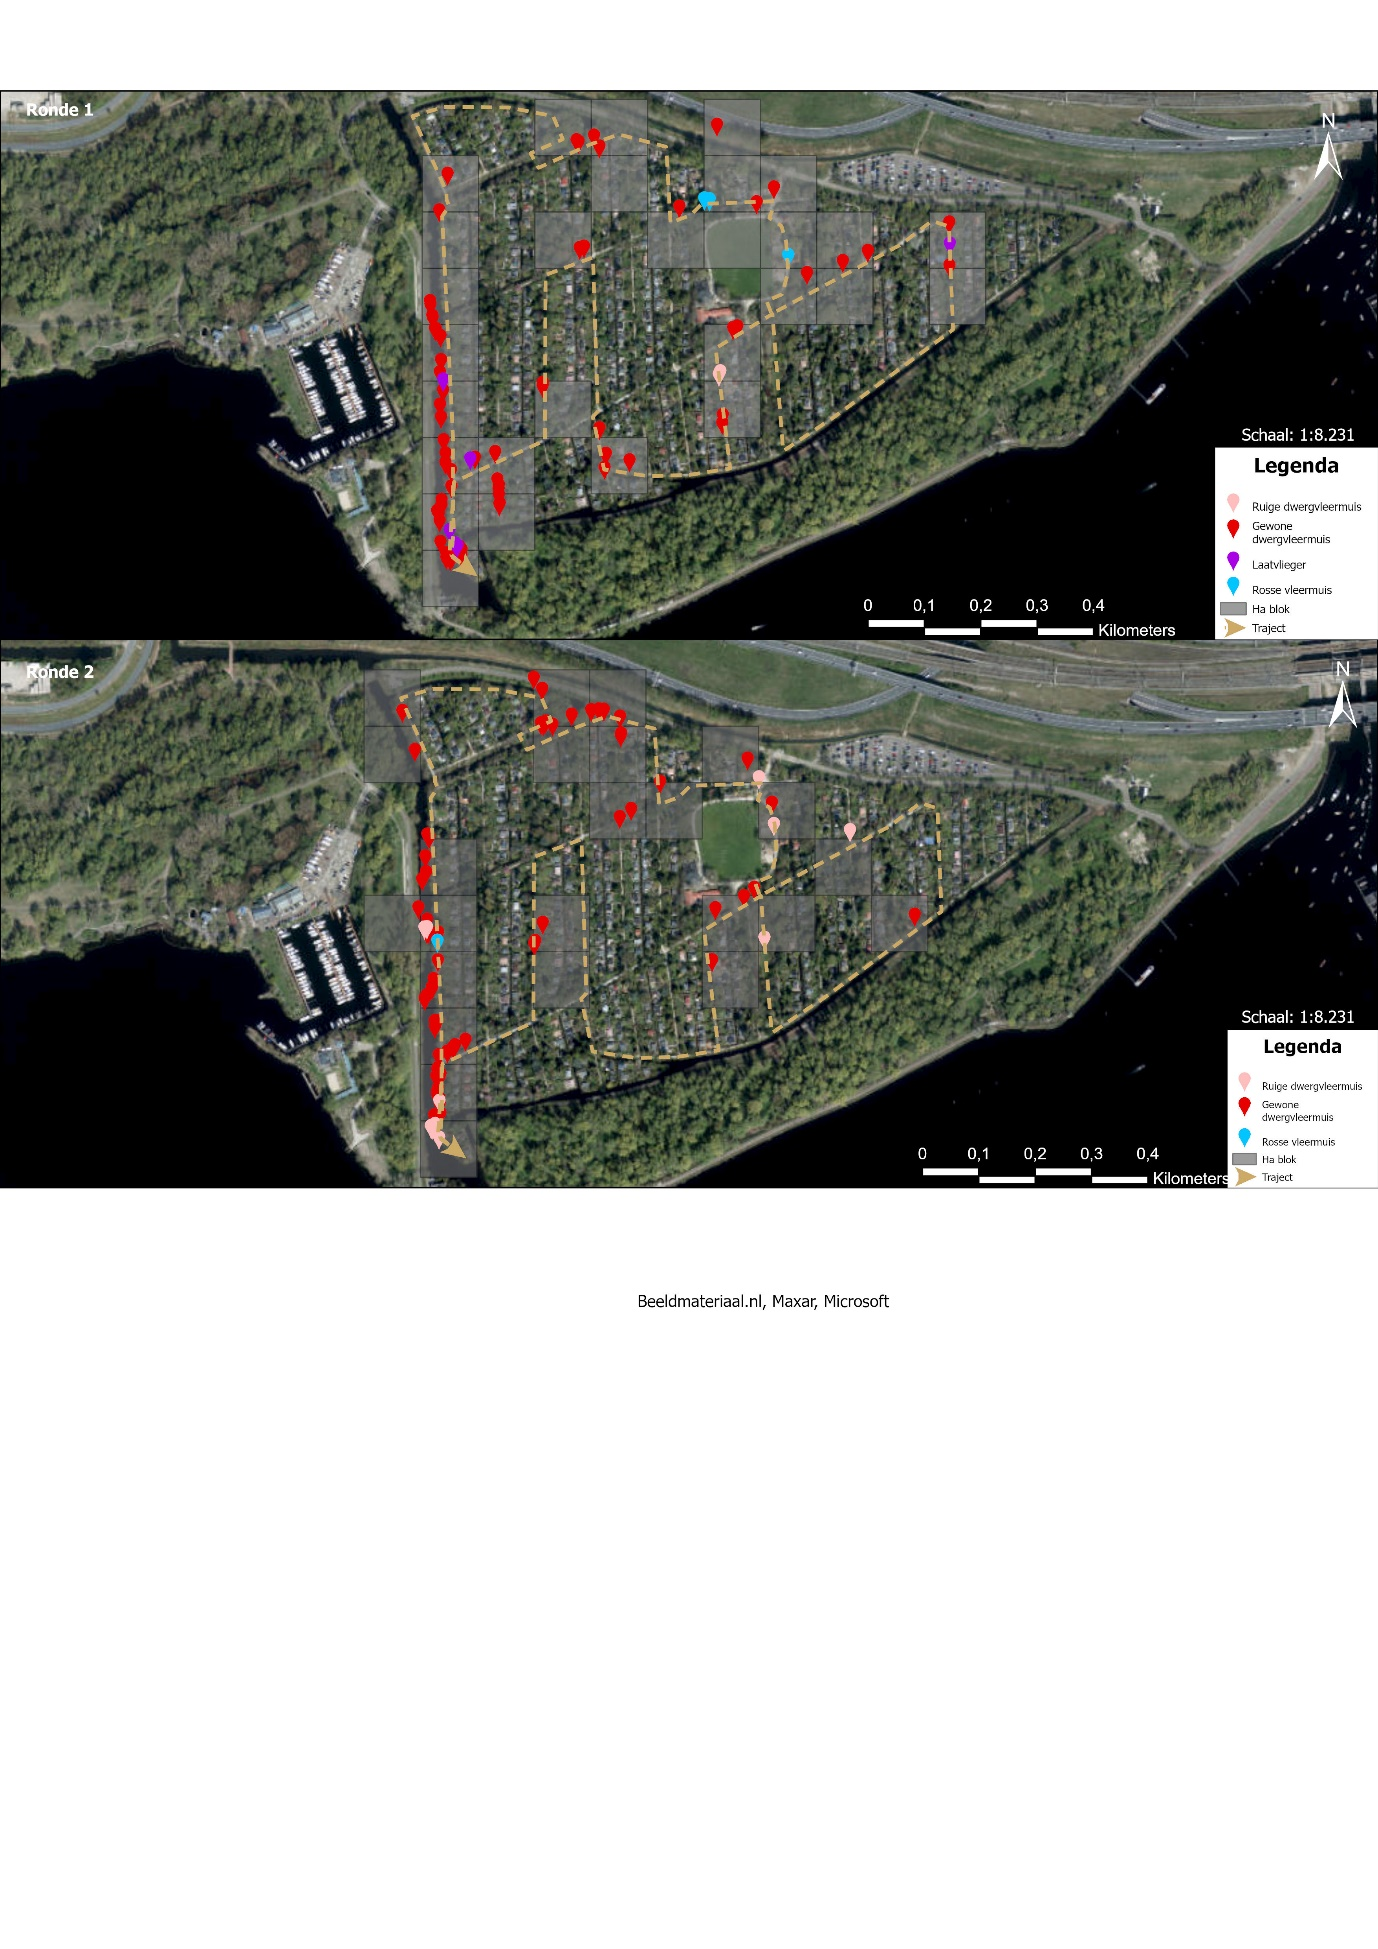 Ronde 1
N
Schaal: 1:8.231
Legenda
Ruige dwergvleermuis
Gewone
dwergvleermuis
Laatvlieger
Rosse vleermuis
Ha blok
Traject
0 0,1 0,2 0,3 0,4
Kilometers
Ronde 2
N
Schaal: 1:8.231
Legenda
Ruige dwergvleermuis
Gewone
dwergvleermuis
Rosse vleermuis
Ha blok
Traject
0 0,1 0,2 0,3 0,4
Kilometers
Beeldmateriaal.nl, Maxar, Microsoft